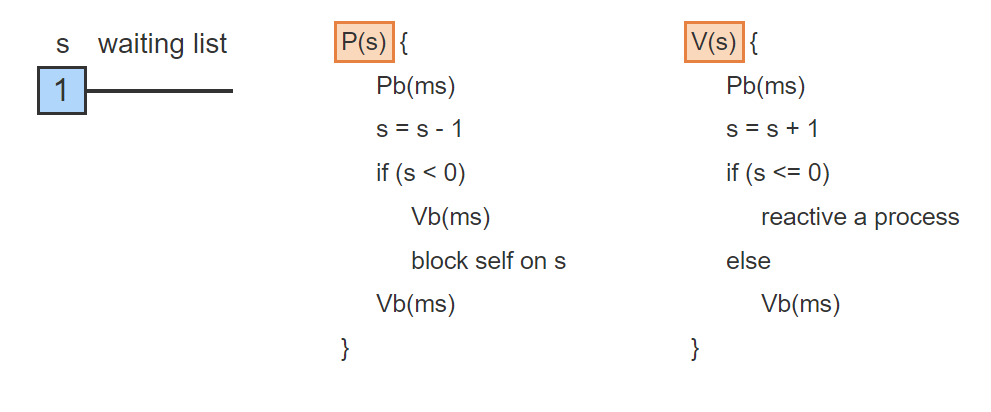 s waiting list
1
P(s) {
Pb(ms)
s = s - 1
if (s < 0)
Vb(ms)
block self on s
Vb(ms)
}
V(s) {
Pb(ms)
s = s + 1
if (s <= 0)
reactive a process
else
Vb(ms)
}